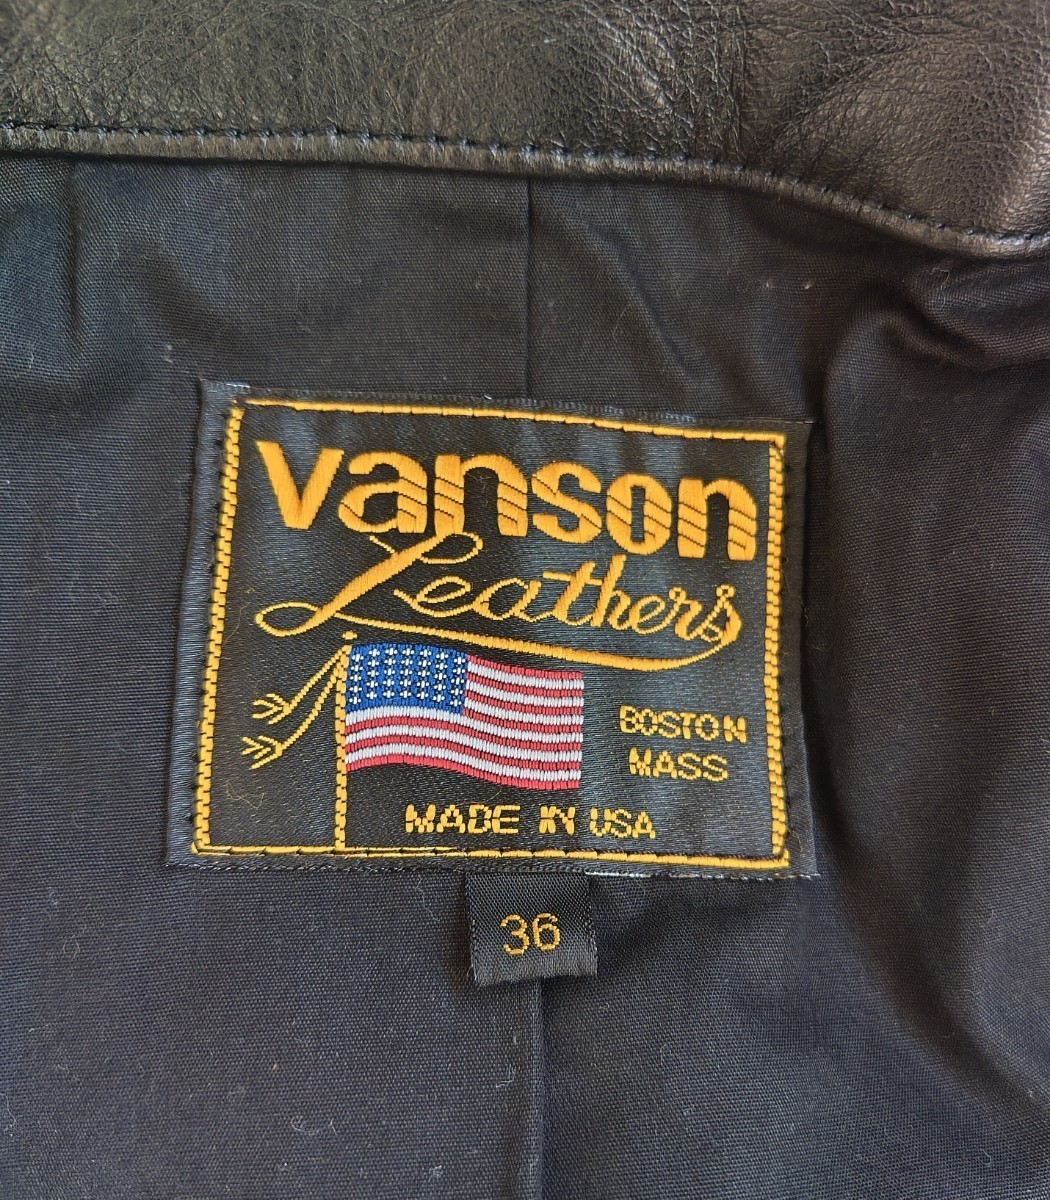 vanson
Leathers
BOSTON
MASS
MADE IN USA
36